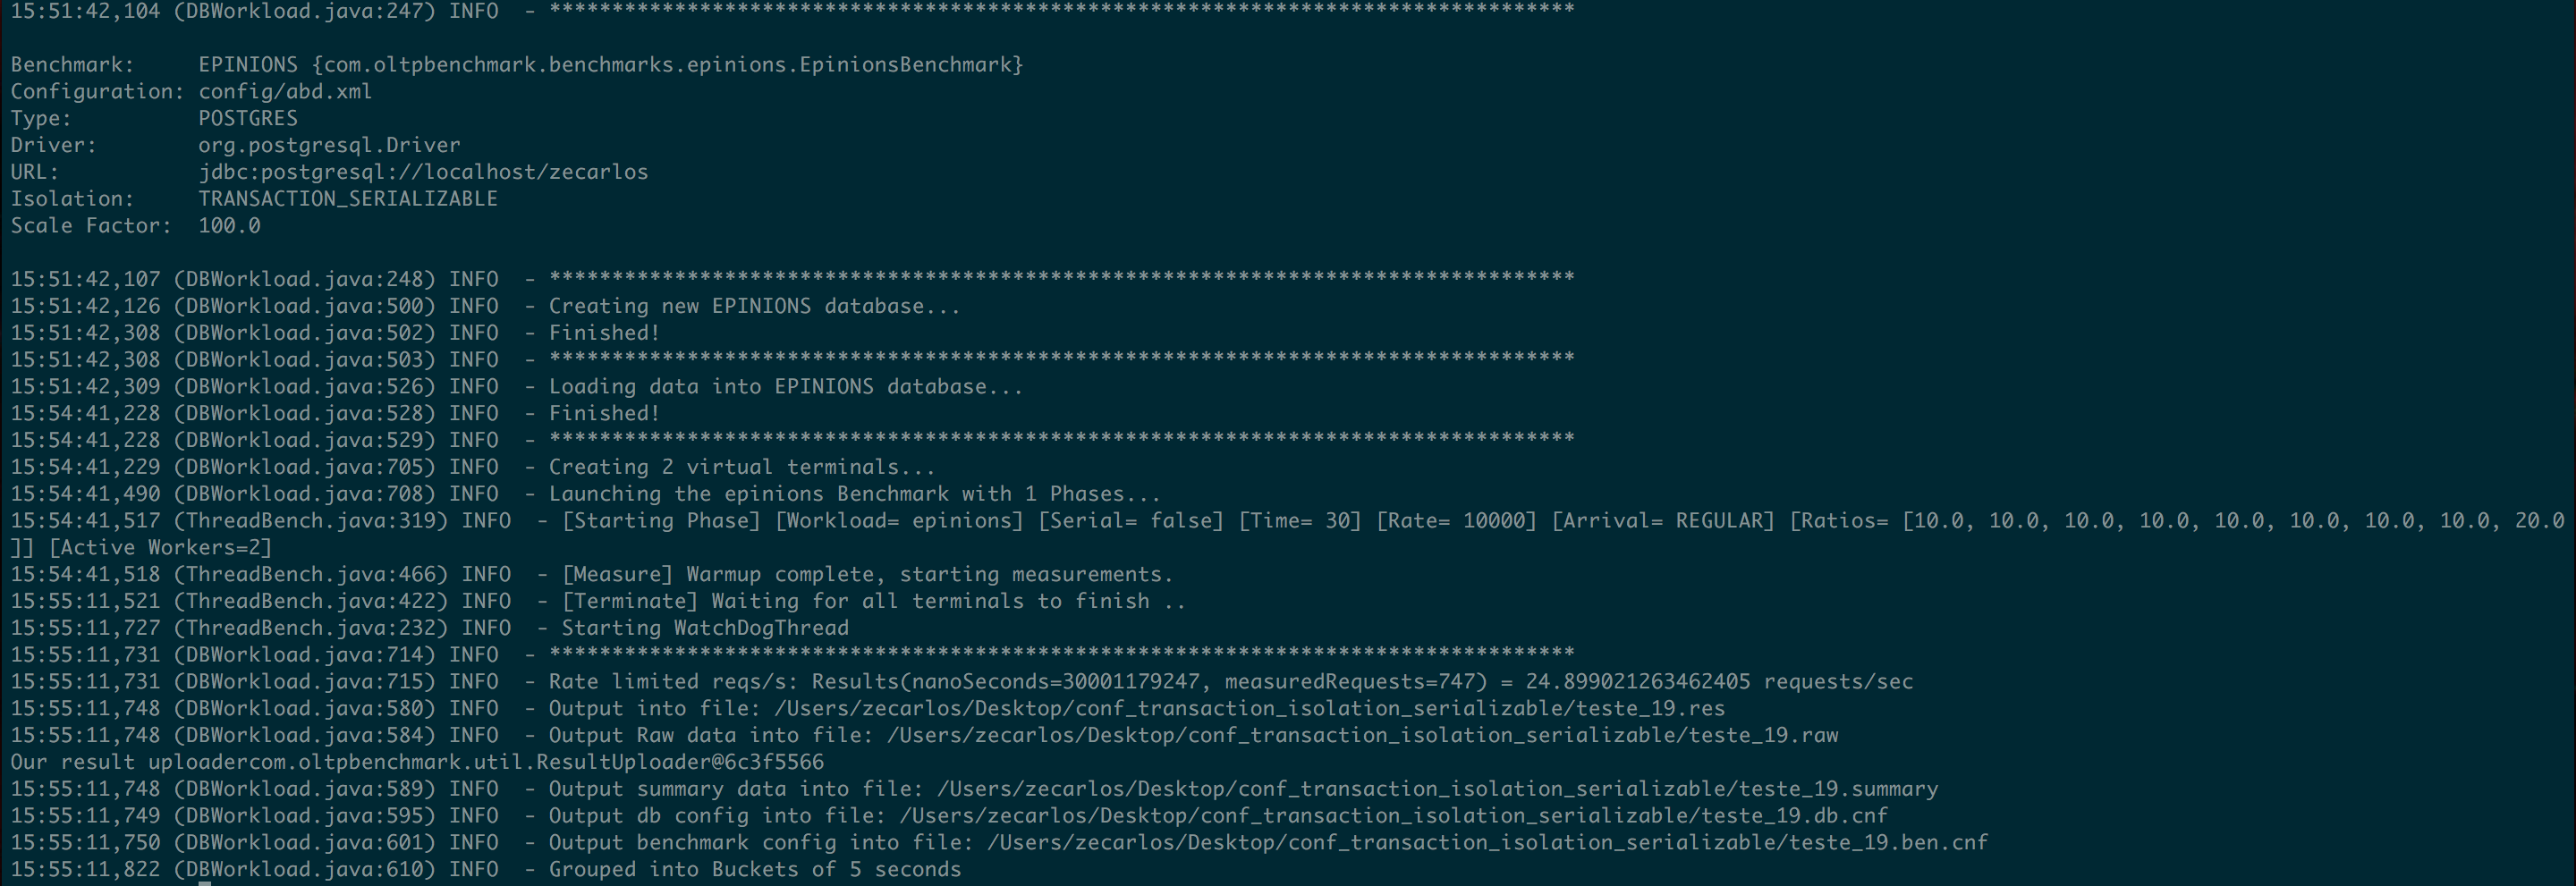 15:51:42,104 (DBWorkload.java:247) INFO  - **********************************************************************************
Benchmark:     EPINIONS {com.oltpbenchmark.benchmarks.epinions.EpinionsBenchmark}
Configuration: config/abd.xml
Type:          POSTGRES
Driver:        org.postgresql.Driver
URL:           jdbc:postgresql://localhost/zecarlos
Isolation:     TRANSACTION_SERIALIZABLE
Scale Factor:  100.0
15:51:42,107 (DBWorkload.java:248) INFO  - **********************************************************************************
15:51:42,126 (DBWorkload.java:500) INFO  - Creating new EPINIONS database...
15:51:42,308 (DBWorkload.java:502) INFO  - Finished!
15:51:42,308 (DBWorkload.java:503) INFO  - **********************************************************************************
15:51:42,309 (DBWorkload.java:526) INFO  - Loading data into EPINIONS database...
15:54:41,228 (DBWorkload.java:528) INFO  - Finished!
15:54:41,228 (DBWorkload.java:529) INFO  - **********************************************************************************
15:54:41,229 (DBWorkload.java:705) INFO  - Creating 2 virtual terminals...
15:54:41,490 (DBWorkload.java:708) INFO  - Launching the epinions Benchmark with 1 Phases...
15:54:41,517 (ThreadBench.java:319) INFO  - [Starting Phase] [Workload= epinions] [Serial= false] [Time= 30] [Rate= 10000] [Arrival= REGULAR] [Ratios= [10.0, 10.0, 10.0, 10.0, 10.0, 10.0, 10.0, 10.0, 20.0
]] [Active Workers=2]
15:54:41,518 (ThreadBench.java:466) INFO  - [Measure] Warmup complete, starting measurements.
15:55:11,521 (ThreadBench.java:422) INFO  - [Terminate] Waiting for all terminals to finish ..
15:55:11,727 (ThreadBench.java:232) INFO  - Starting WatchDogThread
15:55:11,731 (DBWorkload.java:714) INFO  - **********************************************************************************
15:55:11,731 (DBWorkload.java:715) INFO  - Rate limited reqs/s: Results(nanoSeconds=30001179247, measuredRequests=747) = 24.899021263462405 requests/sec
15:55:11,748 (DBWorkload.java:580) INFO  - Output into file: /Users/zecarlos/Desktop/conf_transaction_isolation_serializable/teste_19.res
15:55:11,748 (DBWorkload.java:584) INFO  - Output Raw data into file: /Users/zecarlos/Desktop/conf_transaction_isolation_serializable/teste_19.raw
Our result uploadercom.oltpbenchmark.util.ResultUploader@6c3f5566
15:55:11,748 (DBWorkload.java:589) INFO  - Output summary data into file: /Users/zecarlos/Desktop/conf_transaction_isolation_serializable/teste_19.summary
15:55:11,749 (DBWorkload.java:595) INFO  - Output db config into file: /Users/zecarlos/Desktop/conf_transaction_isolation_serializable/teste_19.db.cnf
15:55:11,750 (DBWorkload.java:601) INFO  - Output benchmark config into file: /Users/zecarlos/Desktop/conf_transaction_isolation_serializable/teste_19.ben.cnf
15:55:11,822 (DBWorkload.java:610) INFO  - Grouped into Buckets of 5 seconds